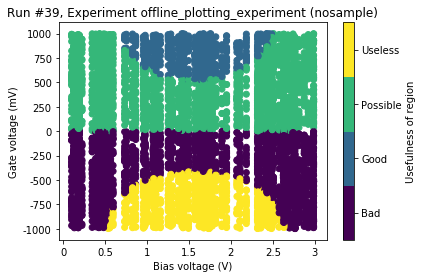 Run #39, Experiment offline_plotting_experiment (nosample)
1000
750
500
250
0
-250
-500
-750
-1000
Gate voltage (mV)
0
0.5
1
1.5
2
2.5
3
Bias voltage (V)
Useless
Possible
Good
Bad
Usefulness of region